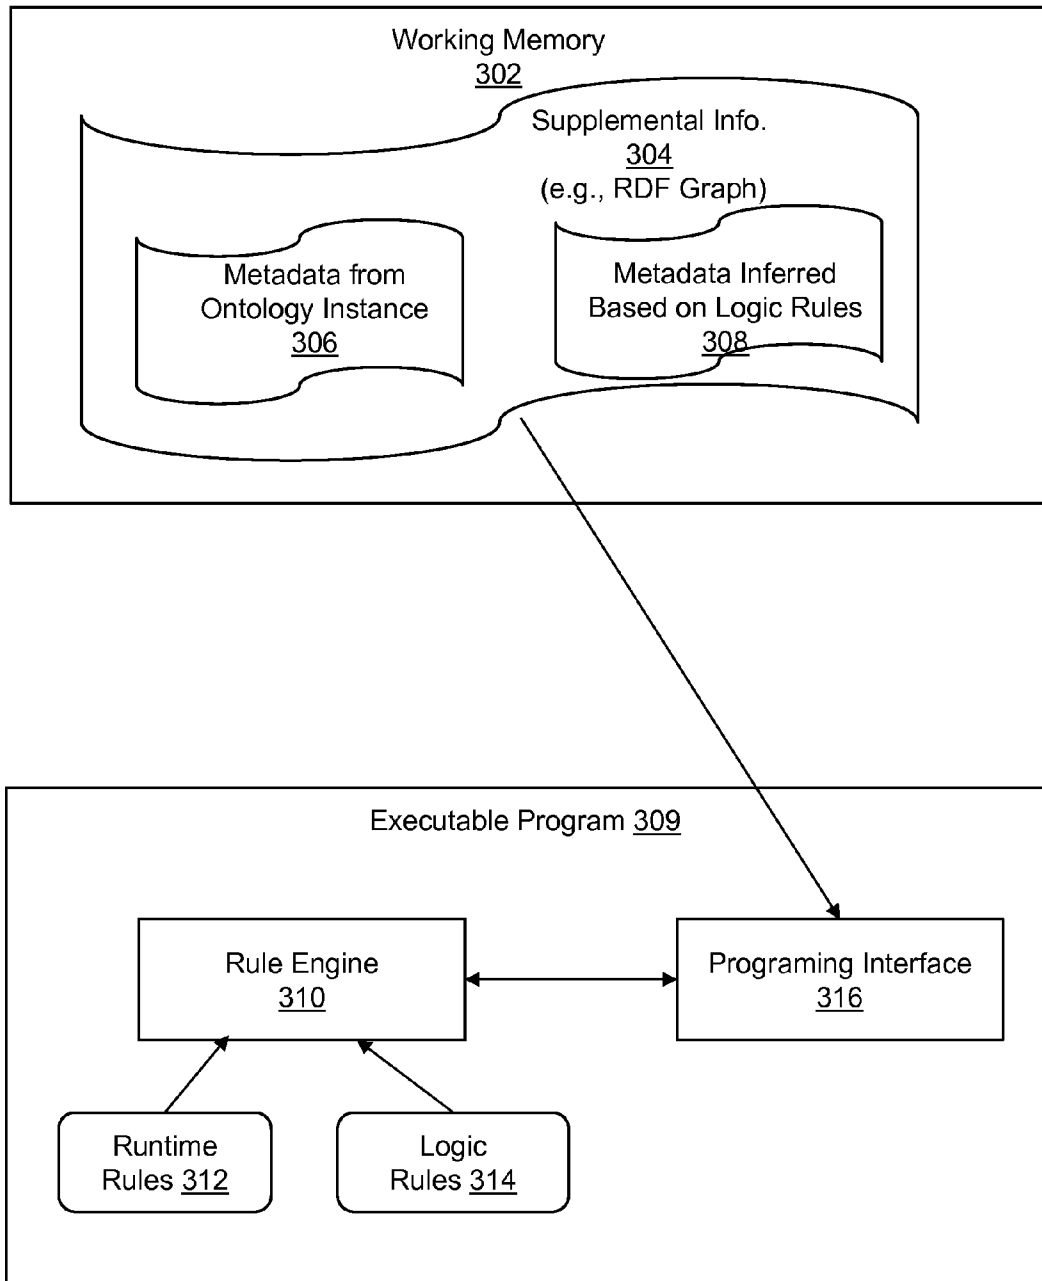 Working Memory
302
Supplemental Info.
304
(e.g., RDF Graph)
Metadata from
Ontology Instance
306
Metadata Inferred
Based on Logic Rules
308
Executable Program 309
Rule Engine
310
Programing Interface
316
Runtime
Rules 312
Logic
Rules 314